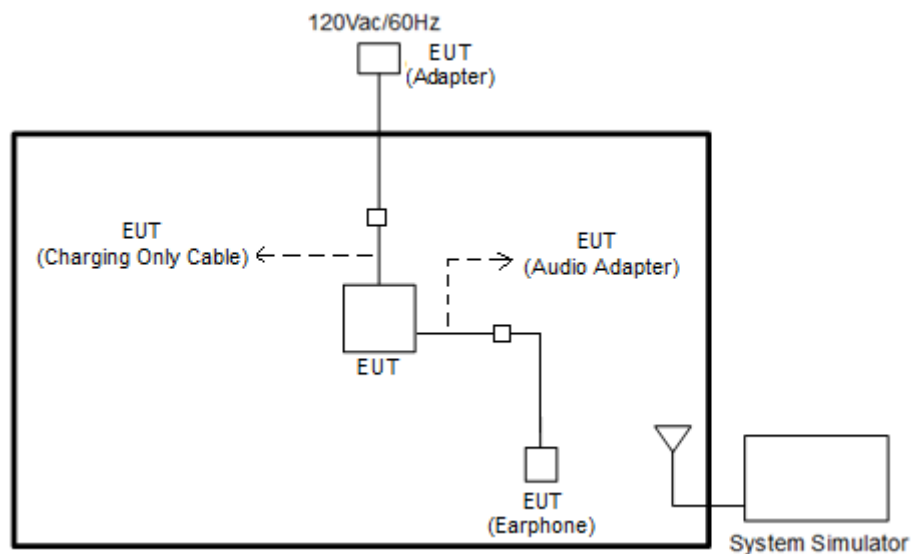 120Vac/60Hz
EUT
(Adapter)
EUT
(Charging Only Cable)
EUT
(Audio Adapter)
EUT
EUT
(Earphone)
System Simulator